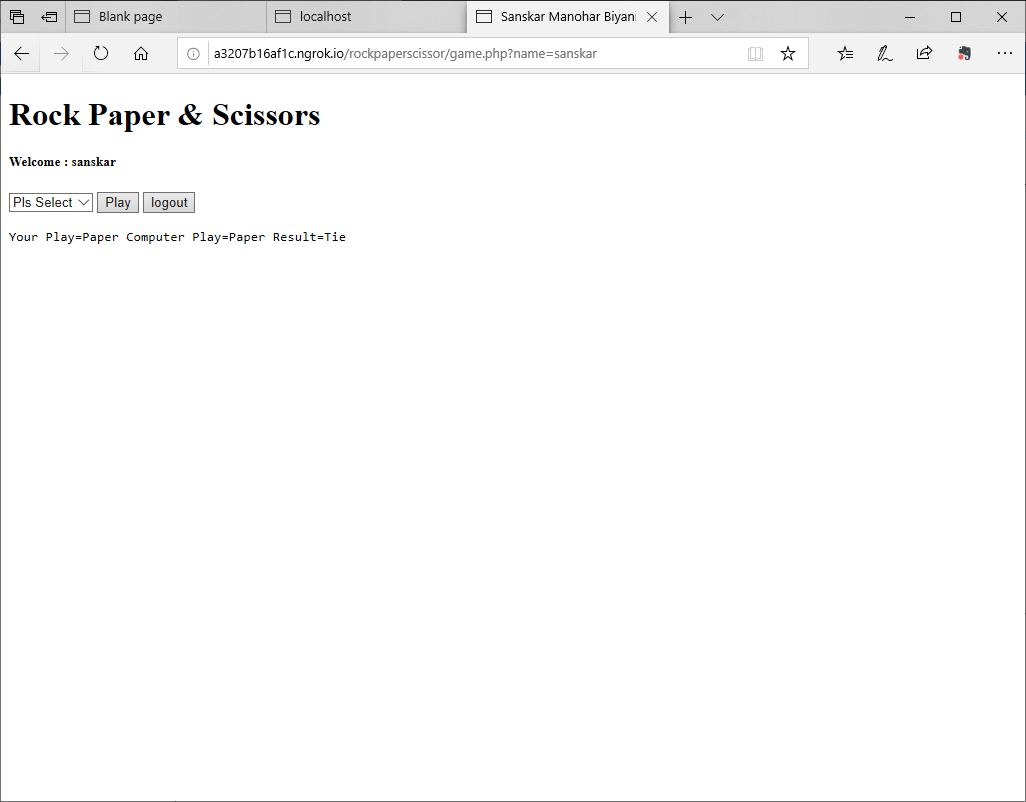 Blank page
localhost
Sanskar Manohar Biyani
a3207b16af1c.ngrok.io/rockpaperscissor/game.php?name=sanskar
Rock Paper & Scissors
Welcome : sanskar
Pls Select Play logout
Your Play=Paper Computer Play=Paper Result=Tie